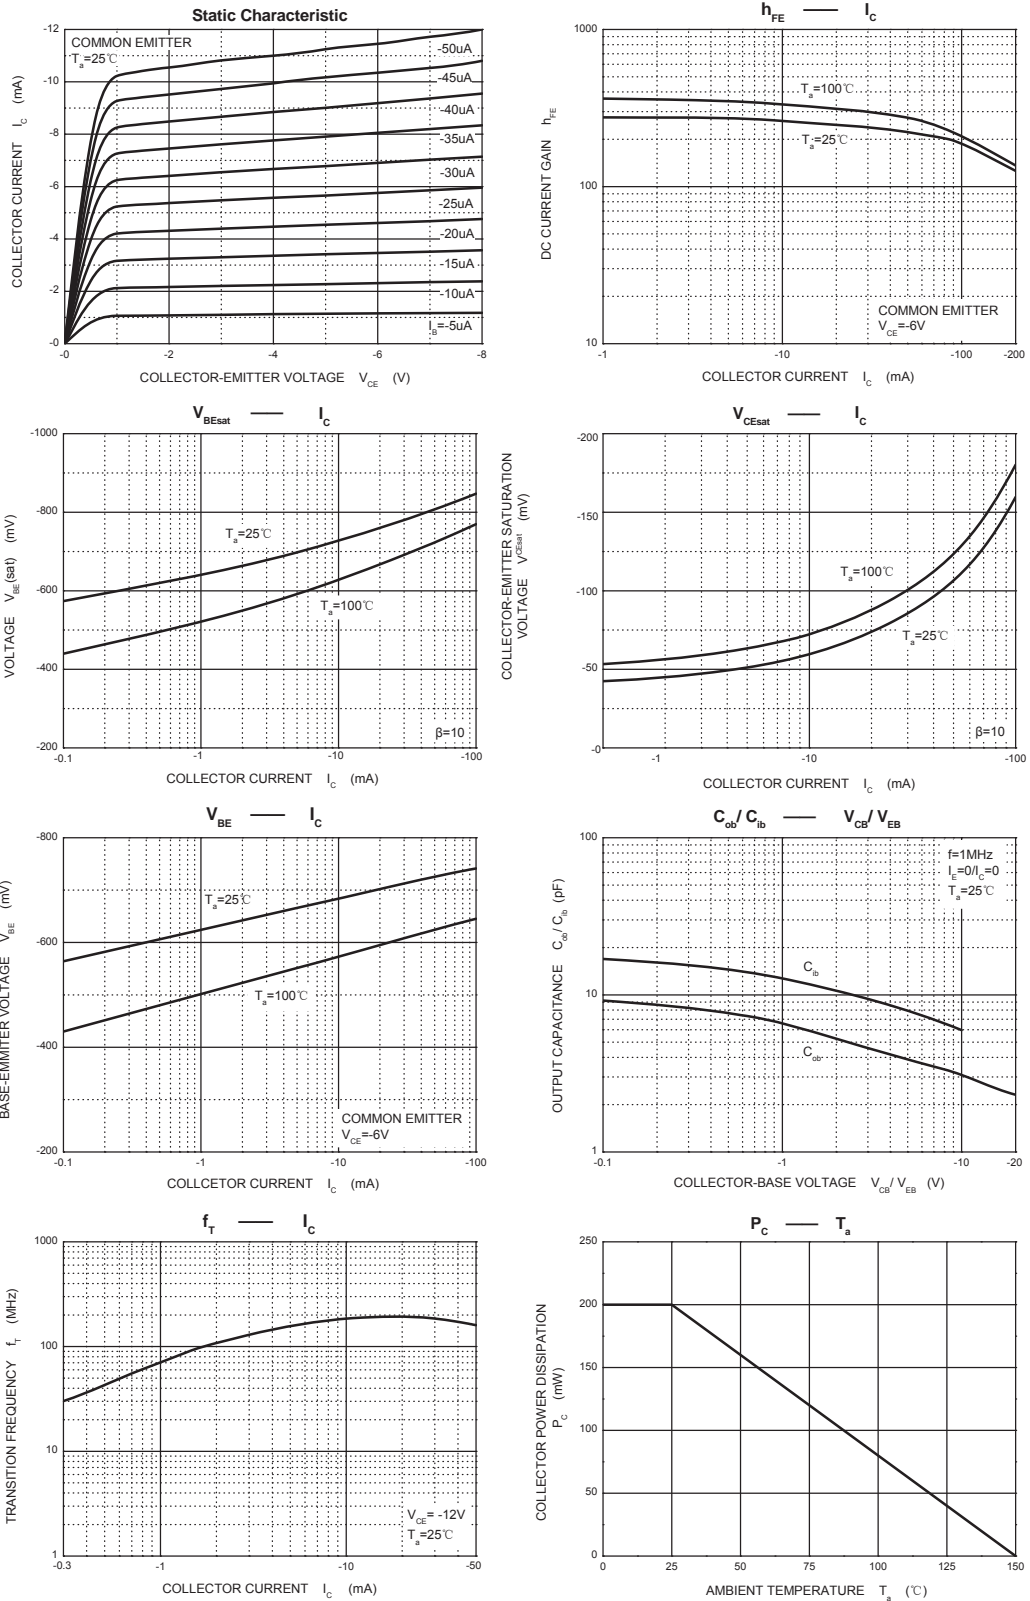 Static Characteristic
COMMON EMITTER
Ta=25℃
-50uA
-45uA
-40uA
-35uA
-30uA
-25uA
-20uA
-15uA
-10uA
IB=-5uA
-12
-10
-8
-6
-4
-2
-0
-0 -2 -4 -6 -8
COLLECTOR CURRENT IC (mA)
COLLECTOR-EMITTER VOLTAGE VCE (V)
hFE —— IC
1000
100
10
Ta=100℃
Ta=25℃
COMMON EMITTER
VCE=-6V
-1 -10 -100 -200
DC CURRENT GAIN hFE
COLLECTOR CURRENT IC (mA)
VBEsat —— IC
-1000
-800
-600
-400
-200
Ta=25℃
Ta=100℃
β=10
-0.1 -1 -10 -100
VOLTAGE VBE(sat) (mV)
COLLECTOR CURRENT IC (mA)
VCEsat —— IC
-200
-150
-100
-50
-0
Ta=100℃
Ta=25℃
β=10
-1 -10 -100
COLLECTOR-EMITTER SATURATION
VOLTAGE VCEsat (mV)
COLLECTOR CURRENT IC (mA)
VBE —— IC
-800
-600
-400
-200
Ta=25℃
Ta=100℃
COMMON EMITTER
VCE=-6V
-0.1 -1 -10 -100
BASE-EMMITER VOLTAGE VBE (mV)
COLLCETOR CURRENT IC (mA)
Cob/ Cib —— VCB/ VEB
100
10
1
f=1MHz
IE=0/IC=0
Ta=25℃
Cib
Cob
-0.1 -1 -10 -20
OUTPUT CAPACITANCE Cob/ Cib (pF)
COLLECTOR-BASE VOLTAGE VCB/ VEB (V)
fT —— IC
1000
100
10
1
VCE= -12V
Ta=25℃
-0.3 -1 -10 -50
TRANSITION FREQUENCY fT (MHz)
COLLECTOR CURRENT IC (mA)
PC —— Ta
250
200
150
100
50
0
0 25 50 75 100 125 150
COLLECTOR POWER DISSIPATION
PC (mW)
AMBIENT TEMPERATURE Ta (℃)